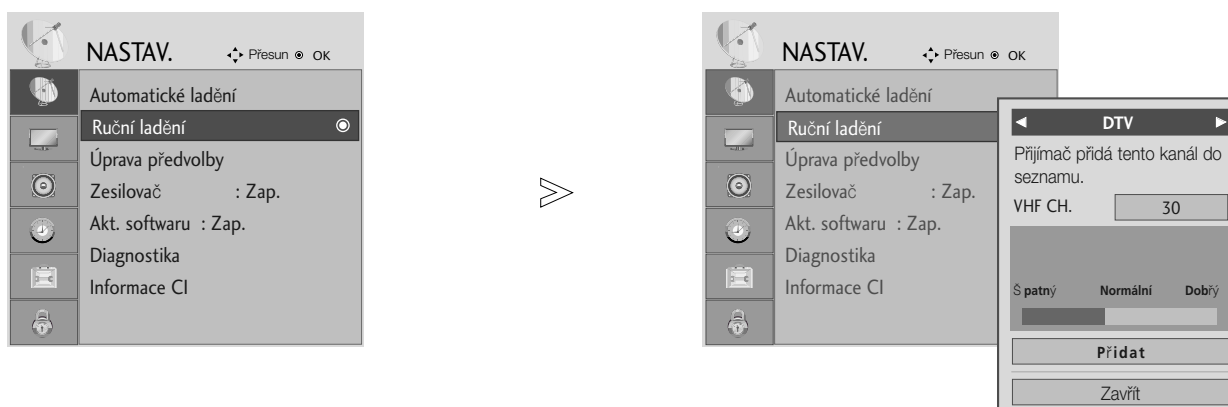 NASTAV. Přesun OK
Automatické ladění
Ruční ladění
Úprava předvolby
Zesilovač : Zap.
Akt. softwaru : Zap.
Diagnostika
Informace CI
NASTAV. Přesun OK
Automatické ladění
Ruční ladění
Úprava předvolby
Zesilovač : Zap.
Akt. softwaru : Zap.
Diagnostika
Informace CI
DTV
Přijímač přidá tento kanál do
seznamu.
VHF CH. 30
Špatný Normální Dobřý
Přidat
Zavřít